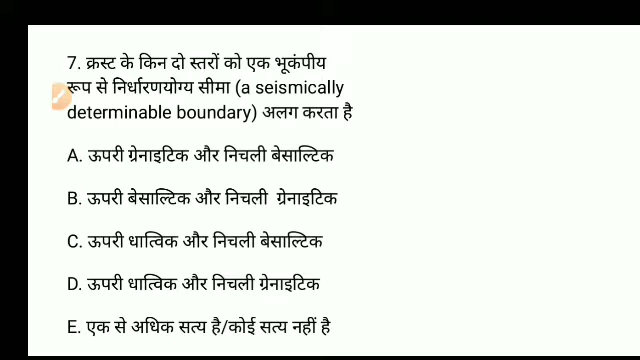 7. क्रस्ट के किन दो स्तरों को एक भूकंपीय
रूप से निर्धारणयोग्य सीमा (a seismically
determinable boundary) अलग करता है
A. ऊपरी ग्रेनाइटिक और निचली बेसाल्टिक
B. ऊपरी बेसाल्टिक और निचली ग्रेनाइटिक
C. ऊपरी धात्विक और निचली बेसाल्टिक
D. ऊपरी धात्विक और निचली ग्रेनाइटिक
E. एक से अधिक सत्य है/कोई सत्य नहीं है